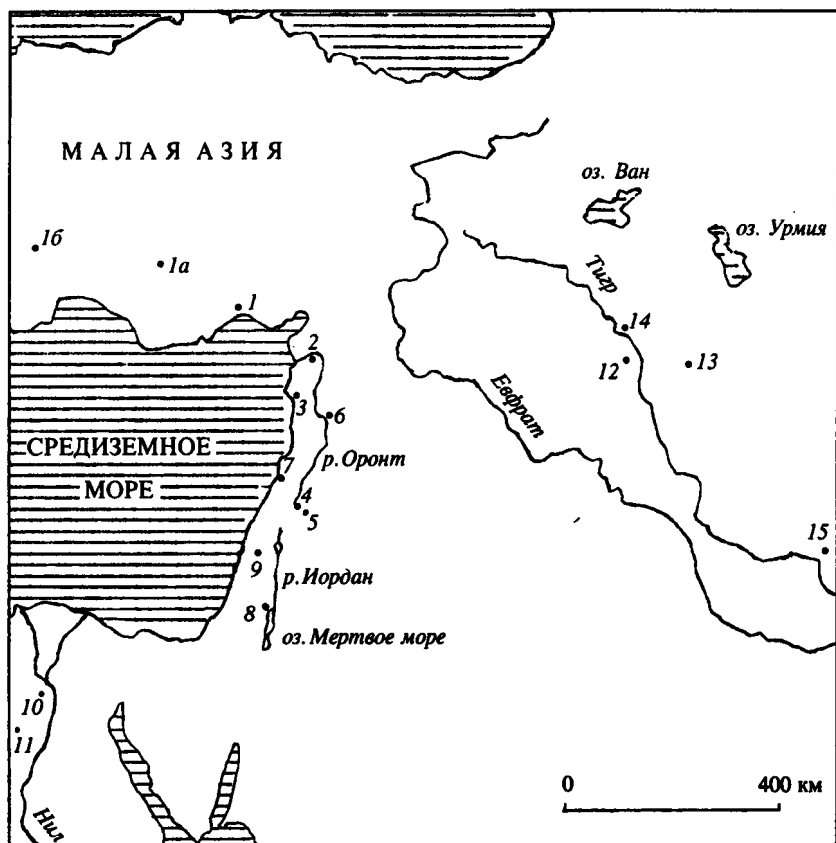 МАЛАЯ АЗИЯ
оз. Ван
оз. Урмия
1б
1а
Тигр
1
14
2
12
13
3
Евфрат
6
СРЕДИЗЕМНОЕ
МОРЕ
р. Оронт
7
4
5
15
9
р. Иордан
8
оз. Мертвое море
10
11
0 400 км
Нил